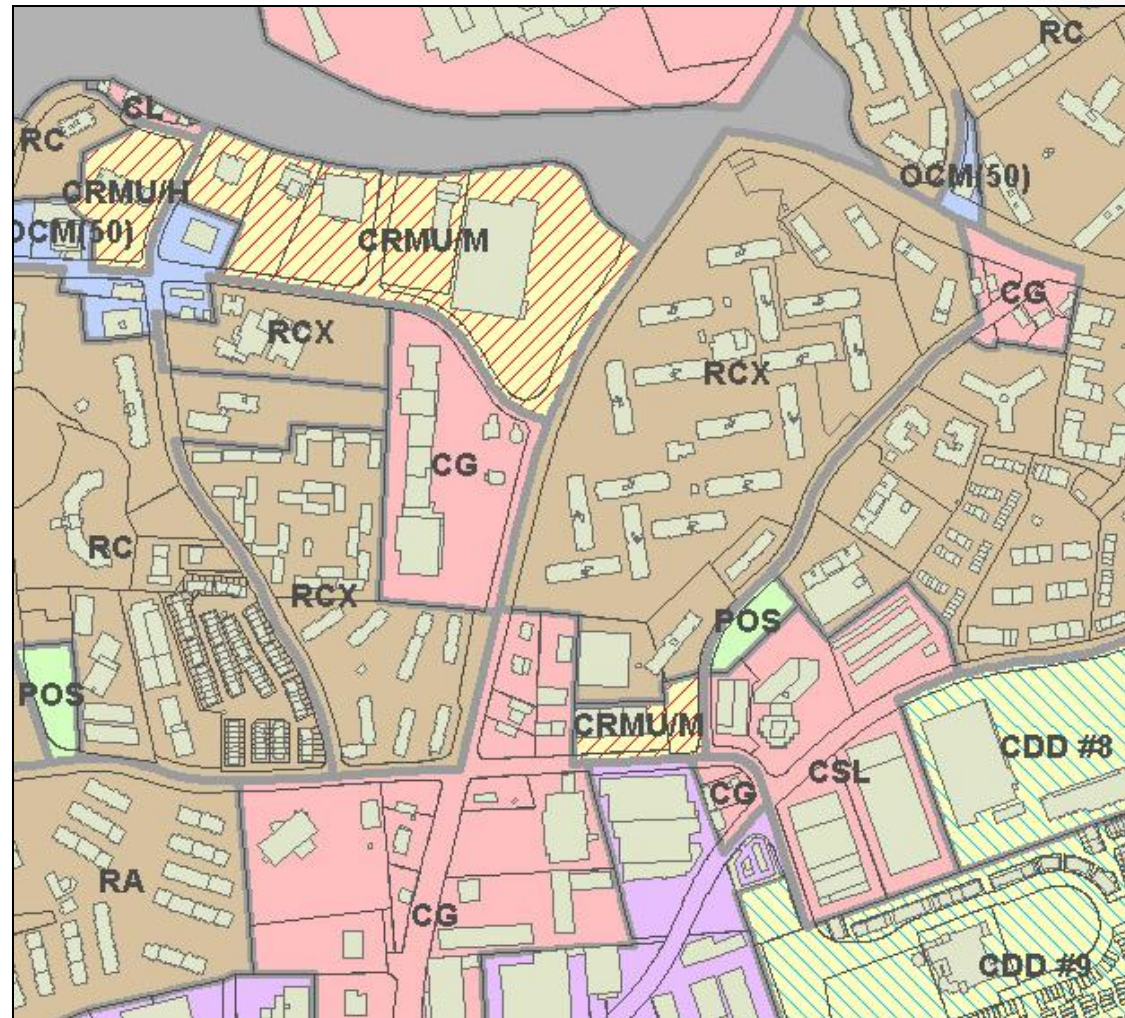 RC
CL
RC
OCM(50)
CRMU/H
OCM(50)
CRMU/M
CG
RCX
RCX
CG
RC
RCX
POS
POS
CRMU/M
CDD #8
CSL
CG
RA
CG
CDD #9